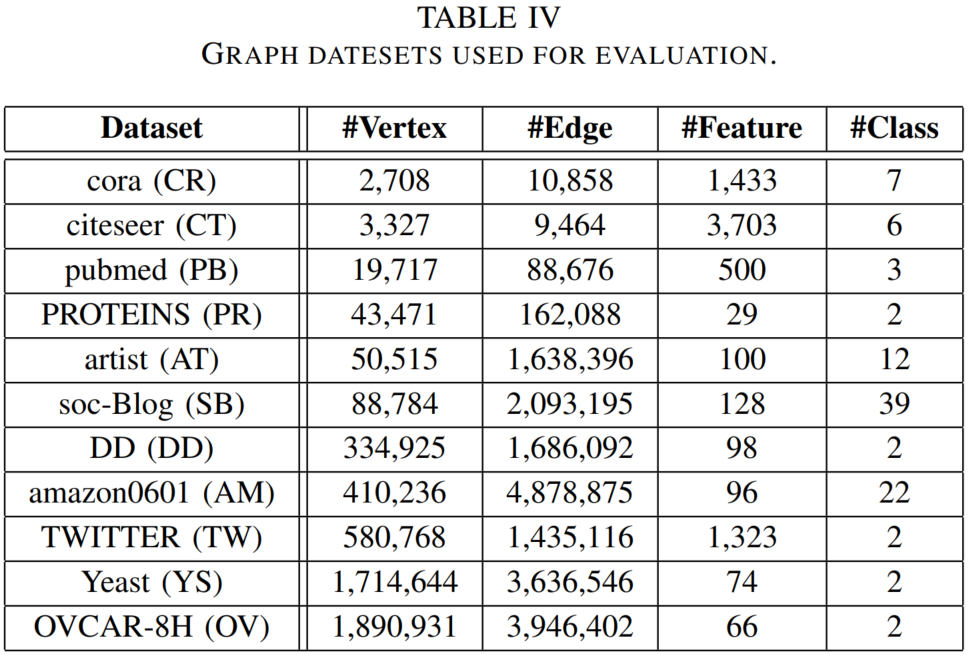 TABLE IV
GRAPH DATESETS USED FOR EVALUATION.
Dataset #Vertex #Edge #Feature #Class
cora (CR) 2,708 10,858 1,433 7
citeseer (CT) 3,327 9,464 3,703 6
pubmed (PB) 19,717 88,676 500 3
PROTEINS (PR) 43,471 162,088 29 2
artist (AT) 50,515 1,638,396 100 12
soc-Blog (SB) 88,784 2,093,195 128 39
DD (DD) 334,925 1,686,092 98 2
amazon0601 (AM) 410,236 4,878,875 96 22
TWITTER (TW) 580,768 1,435,116 1,323 2
Yeast (YS) 1,714,644 3,636,546 74 2
OVCAR-8H (OV) 1,890,931 3,946,402 66 2